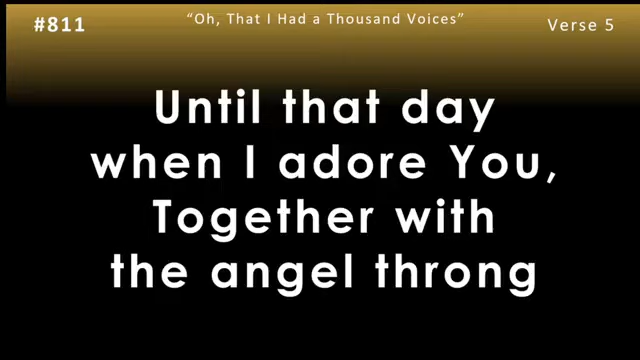 #811 "Oh, That I Had a Thousand Voices" Verse 5
Until that day
when I adore You,
Together with
the angel throng